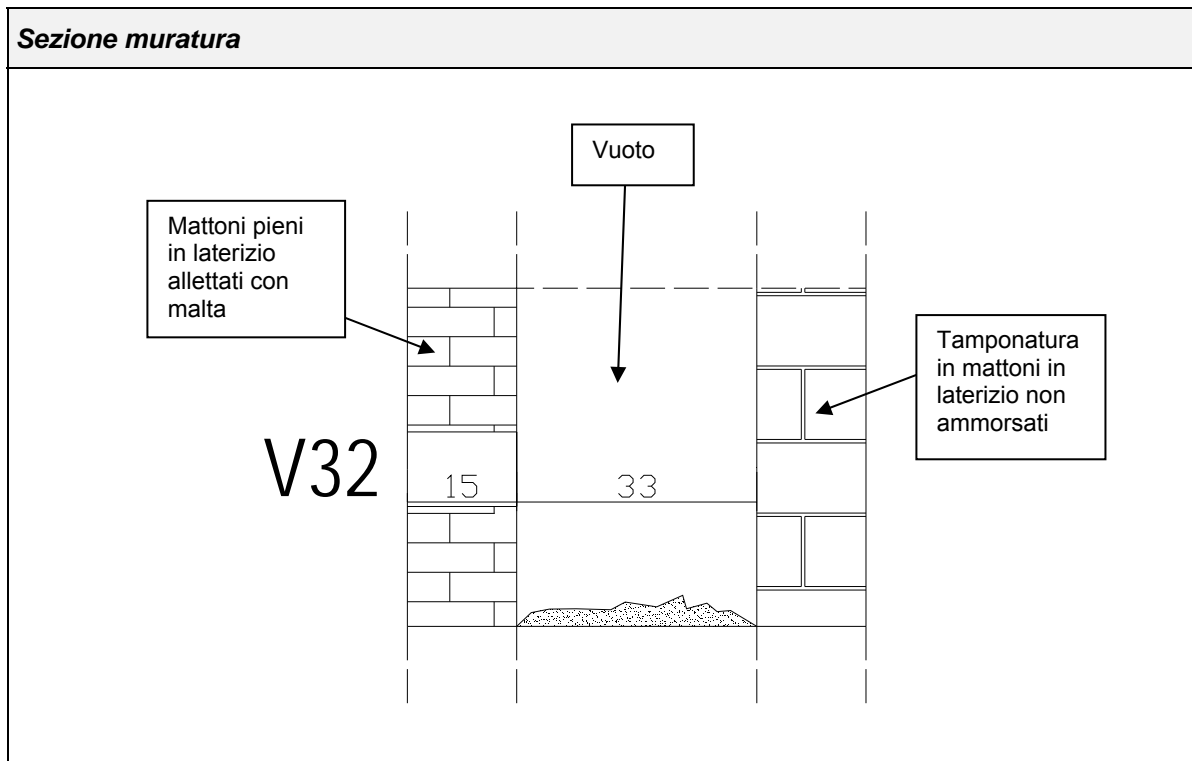 Sezione muratura
Vuoto
Mattoni pieni
in laterizio
allettati con
malta
Tamponatura
in mattoni in
laterizio non
ammorsati
V32
15
33